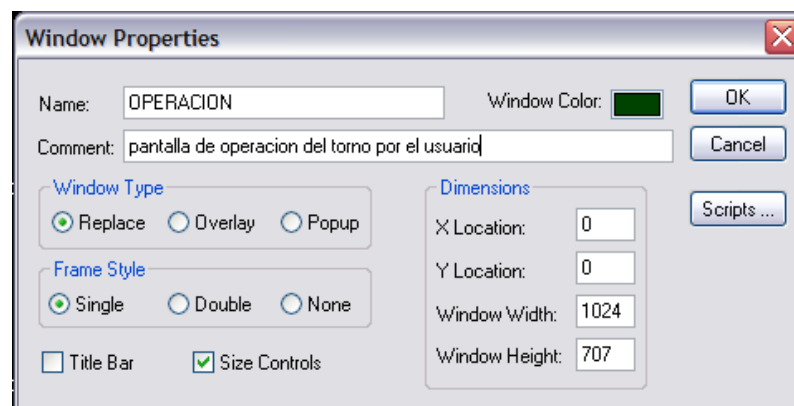 Window Properties
Name: OPERACION Window Color: OK
Comment: pantalla de operacion del torno por el usuario Cancel
Window Type Dimensions
Replace Overlay Popup X Location: 0 Scripts ...
Frame Style Y Location: 0
Single Double None Window Width: 1024
Title Bar Size Controls Window Height: 707